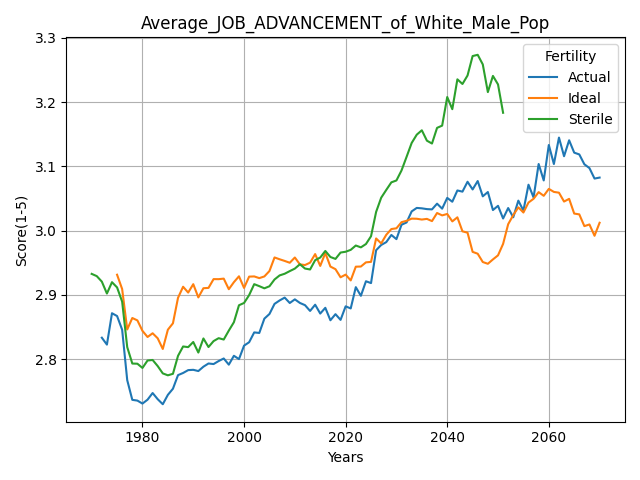 Average_JOB_ADVANCEMENT_of_White_Male_Pop
Fertility
Actual
Ideal
Sterile
Score(1-5)
3.3
3.2
3.1
3.0
2.9
2.8
1980 2000 2020 2040 2060
Years